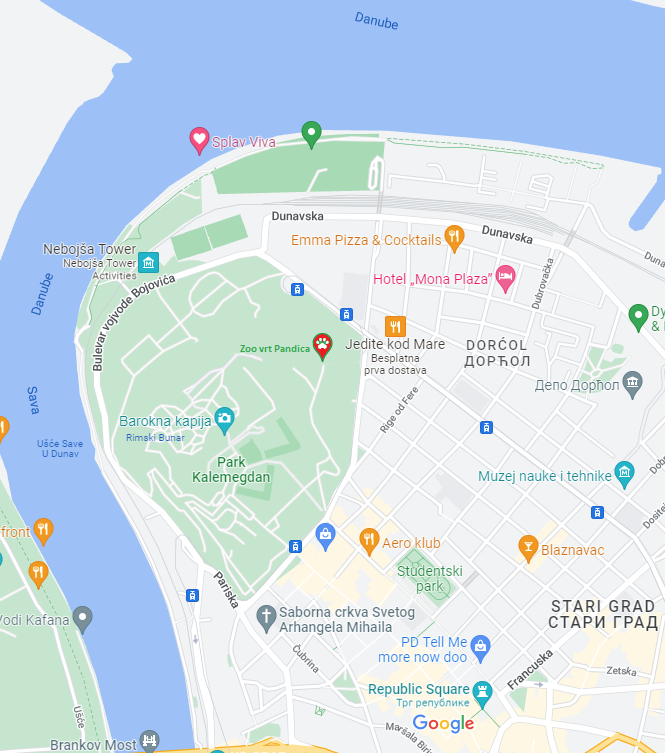 Danube
Splav Viva
Dunavska
Emma Pizza & Cocktails
Dunavska
Nebojša Tower
Nebojša Tower
Activities
Hotel „Mona Plaza"
Dubrovačka
Duna
Danube
Bulevar vojvode Bojovića
Dy
& I
Zoo vrt Pandica
Jedite kod Mare
Besplatna
prva dostava
DORĆOL
ДОРЋОЛ
Депо Дорћол
Sava
Rige od Fere
Barokna kapija
Rimski Bunar
Ušće Save
U Dunav
Park
Kalemegdan
Muzej nauke i tehnike
Dobr
Dositej
front
Aero klub
Blaznavac
Studentski
park
Pariska
STARI GRAD
СТАРИ ГРАД
Vodi Kafana
Saborna crkva Svetog
Arhangela Mihaila
PD Tell Me
more now doo
Čubrina
Francuska
Zetska
Republic Square
Трг републике
Ušće
Google
Maršala Birju
Brankov Most